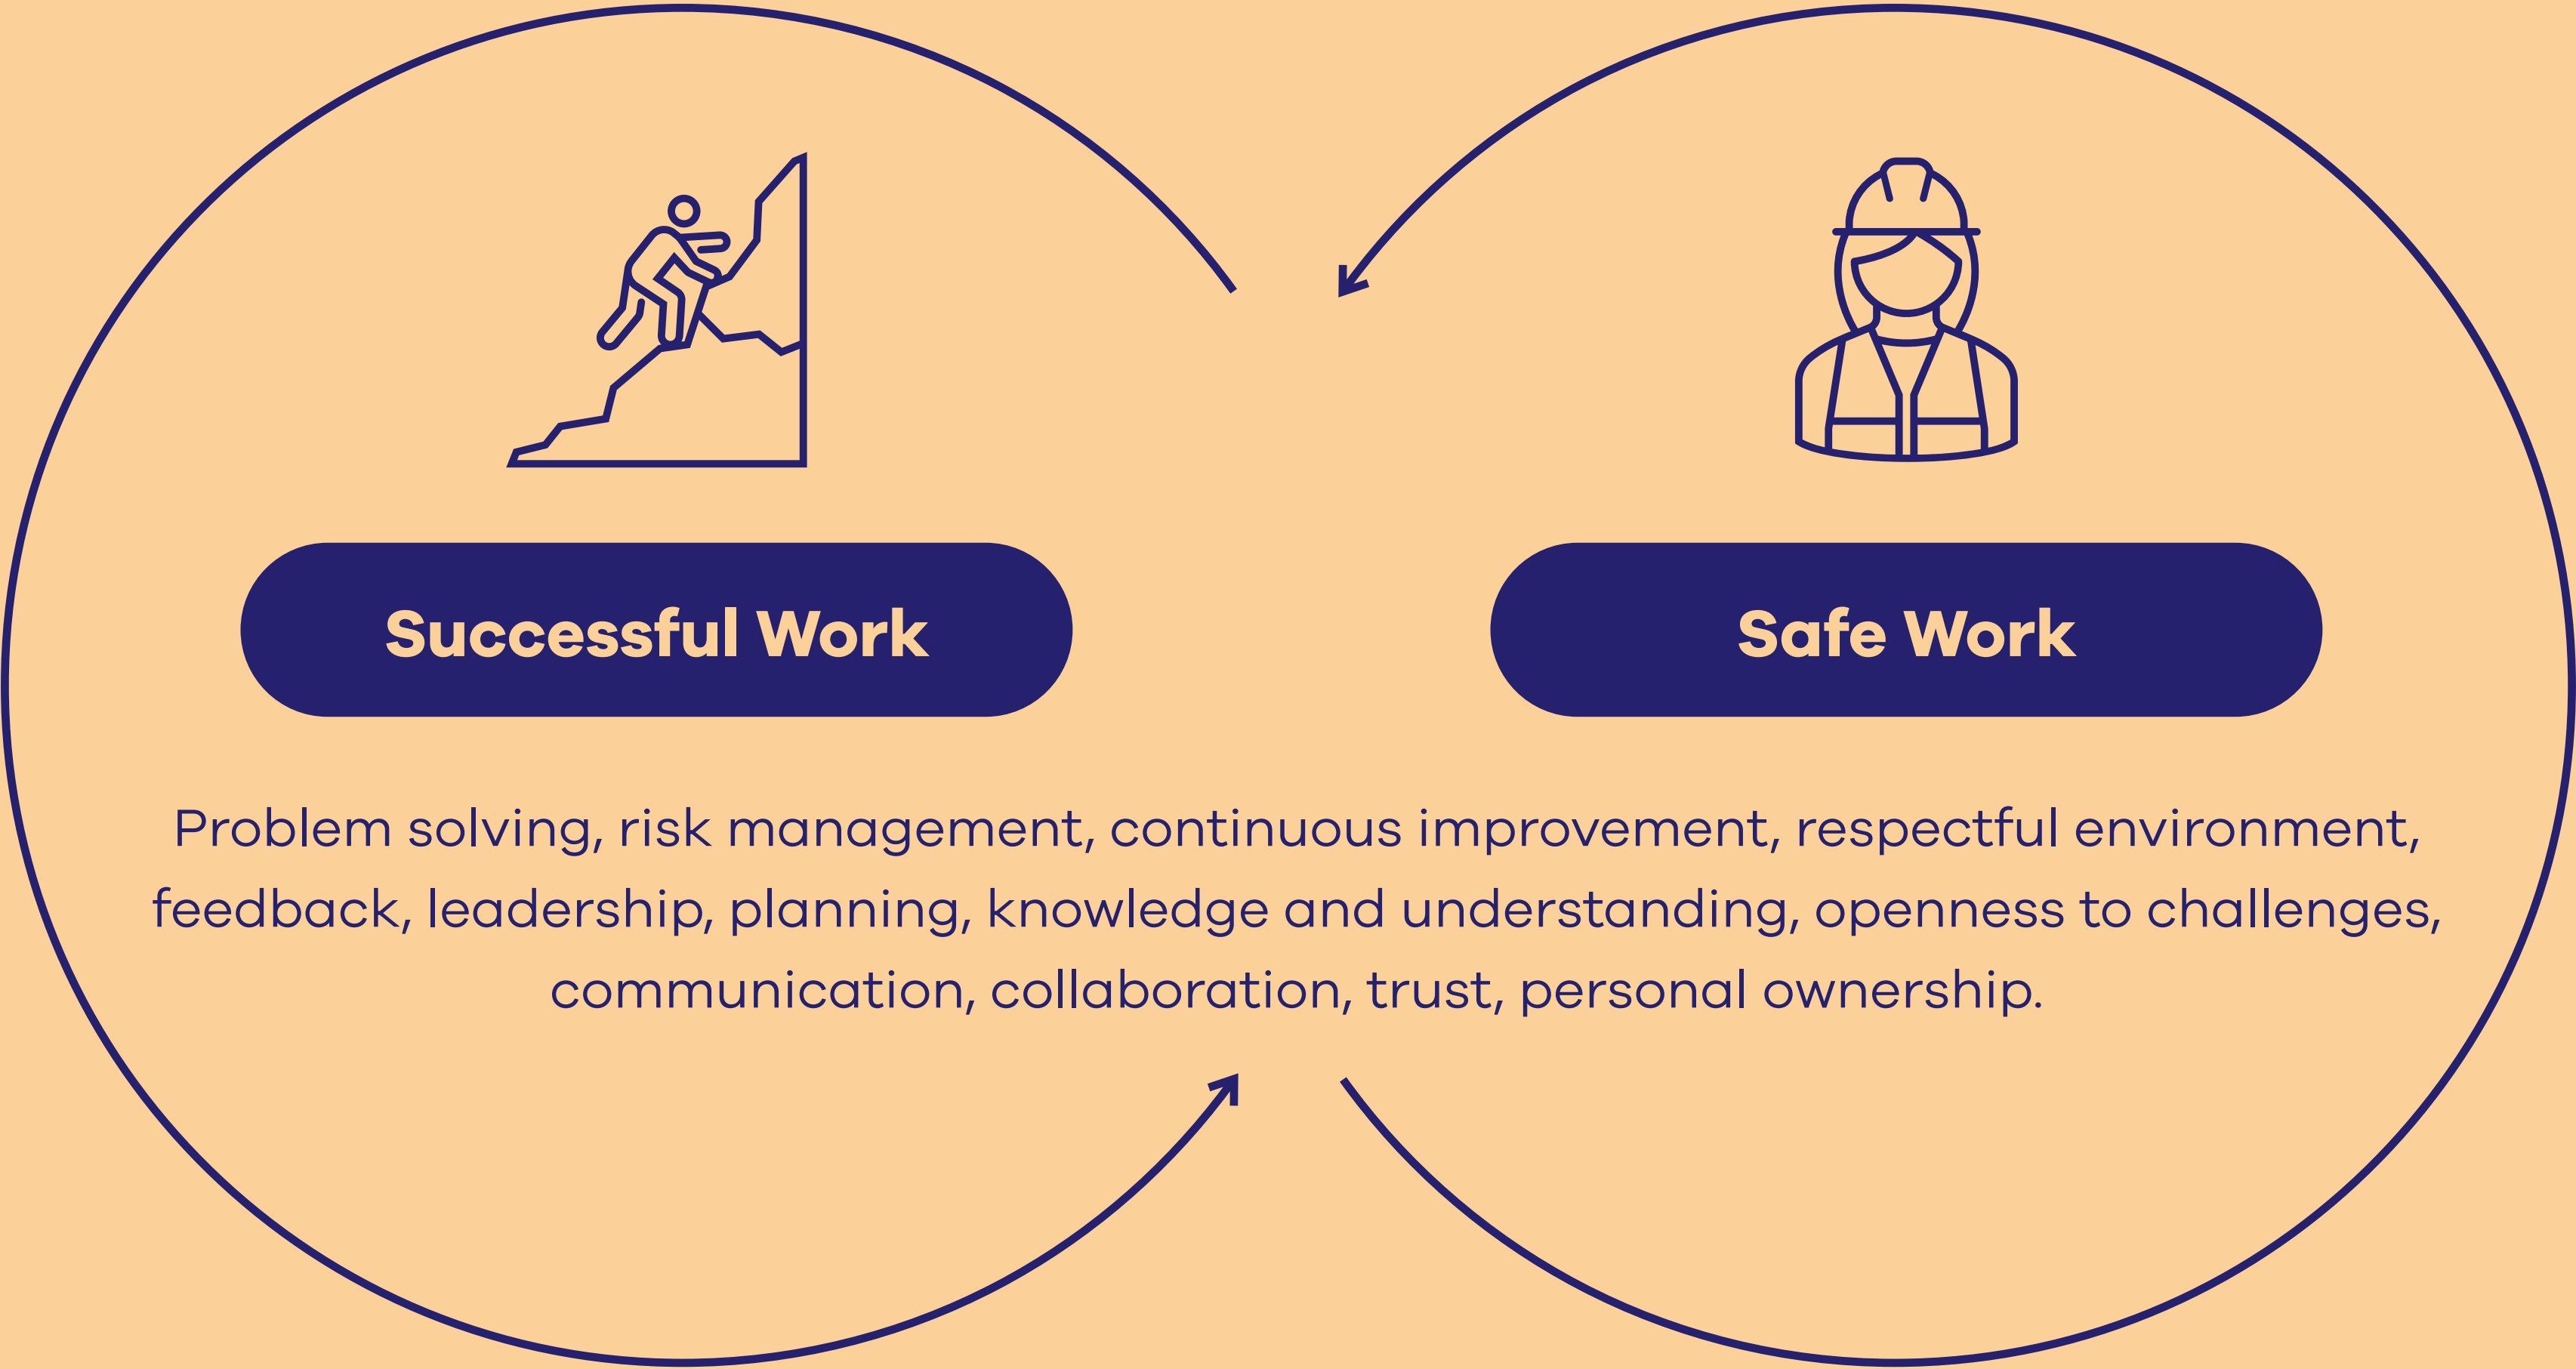 Successful Work
Safe Work
Problem solving, risk management, continuous improvement, respectful environment,
feedback, leadership, planning, knowledge and understanding, openness to challenges,
communication, collaboration, trust, personal ownership.